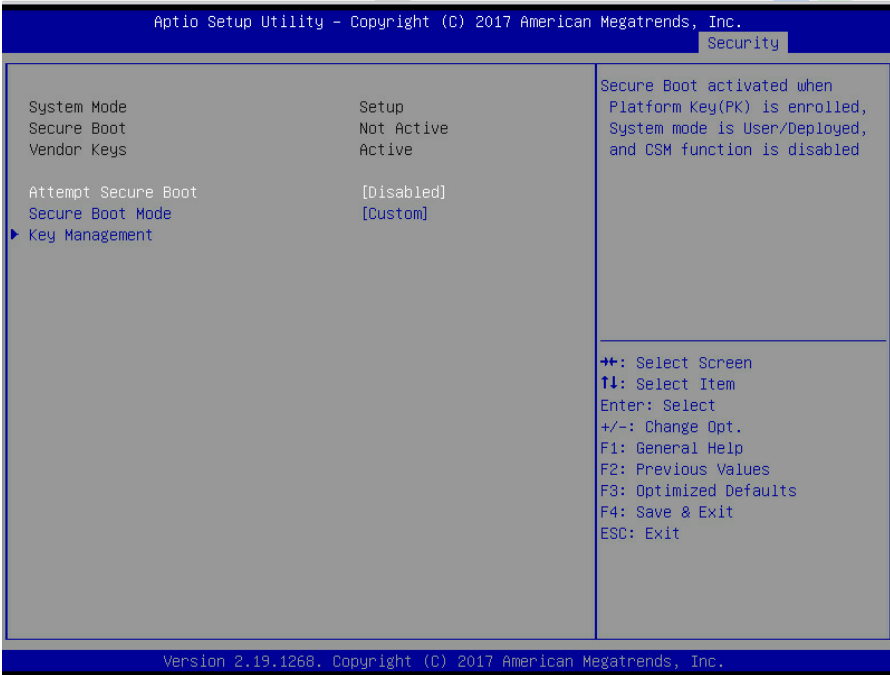 Aptio Setup Utility – Copyright (C) 2017 American Megatrends, Inc.
Security
System Mode Setup
Secure Boot Not Active
Vendor Keys Active
Attempt Secure Boot [Disabled]
Secure Boot Mode [Custom]
Key Management
Secure Boot activated when
Platform Key(PK) is enrolled,
System mode is User/Deployed,
and CSM function is disabled
→←: Select Screen
↑↓: Select Item
Enter: Select
+/-: Change Opt.
F1: General Help
F2: Previous Values
F3: Optimized Defaults
F4: Save & Exit
ESC: Exit
Version 2.19.1268. Copyright (C) 2017 American Megatrends, Inc.